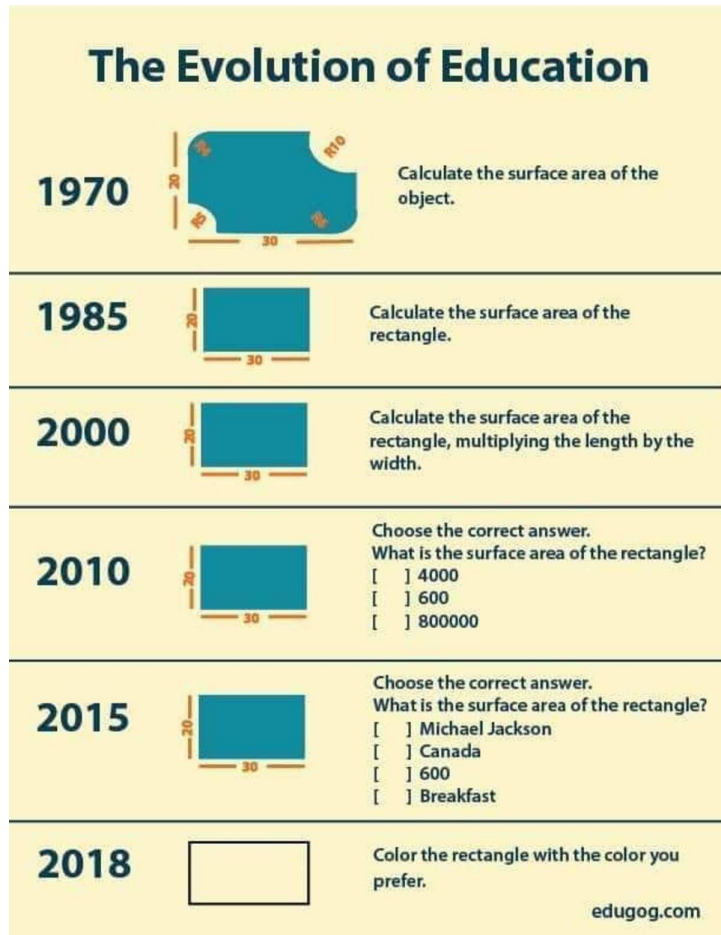 The Evolution of Education
1970
20
R10
R5
30
Calculate the surface area of the
object.
1985
20
30
Calculate the surface area of the
rectangle.
2000
20
30
Calculate the surface area of the
rectangle, multiplying the length by the
width.
2010
20
30
Choose the correct answer.
What is the surface area of the rectangle?
[ ] 4000
[ ] 600
[ ] 800000
2015
20
30
Choose the correct answer.
What is the surface area of the rectangle?
[ ] Michael Jackson
[ ] Canada
[ ] 600
[ ] Breakfast
2018
Color the rectangle with the color you
prefer.
edugog.com